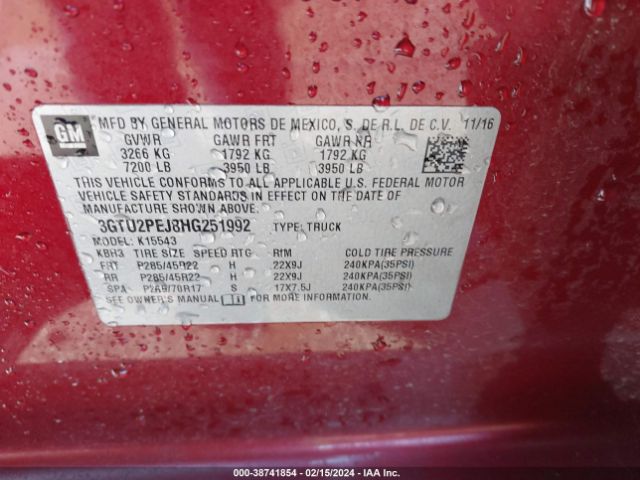 GM
MFD BY GENERAL MOTORS DE MEXICO, S. DE R.L. DE C.V. 11/16
GVWR GAWR FRT GAWR RR
3266 KG 1792 KG 1792 KG
7200 LB 3950 LB 3950 LB
THIS VEHICLE CONFORMS TO ALL APPLICABLE U.S. FEDERAL MOTOR
VEHICLE SAFETY STANDARDS IN EFFECT ON THE DATE OF
MANUFACTURE SHOWN ABOVE.
3GTU2PEJ8HG251992 TYPE: TRUCK
MODEL: K15543
KBH3 TIRE SIZE SPEED RTG RIM COLD TIRE PRESSURE
FRT P285/45R22 H 22X9J 240KPA(35PSI)
RR P285/45R22 H 22X9J 240KPA(35PSI)
SPA P265/70R17 S 17X7.5J 240KPA(35PSI)
SEE OWNER'S MANUAL FOR MORE INFORMATION
000-38741854 - 02/15/2024 - IAA Inc.